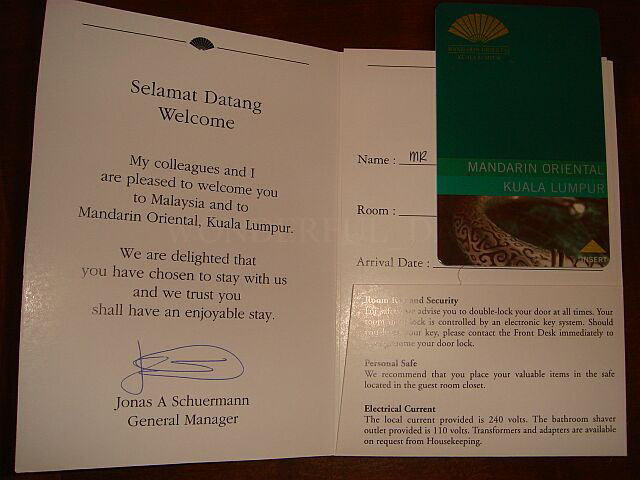 Selamat Datang
Welcome
My colleagues and I
are pleased to welcome you
to Malaysia and to
Mandarin Oriental, Kuala Lumpur.
We are delighted that
you have chosen to stay with us
and we trust you
shall have an enjoyable stay.
Jonas A Schuermann
General Manager
Name : MR
Room :
Arrival Date :
MANDARIN ORIENTAL
KUALA LUMPUR
MANDARIN ORIENTAL
KUALA LUMPUR
INSERT
Room Key and Security
For safety, we advise you to double-lock your door at all times. Your
room lock is controlled by an electronic key system. Should
your key, please contact the Front Desk immediately to
your door lock.
Personal Safe
We recommend that you place your valuable items in the safe
located in the guest room closet.
Electrical Current
The local current provided is 240 volts. The bathroom shaver
outlet provided is 110 volts. Transformers and adapters are available
on request from Housekeeping.